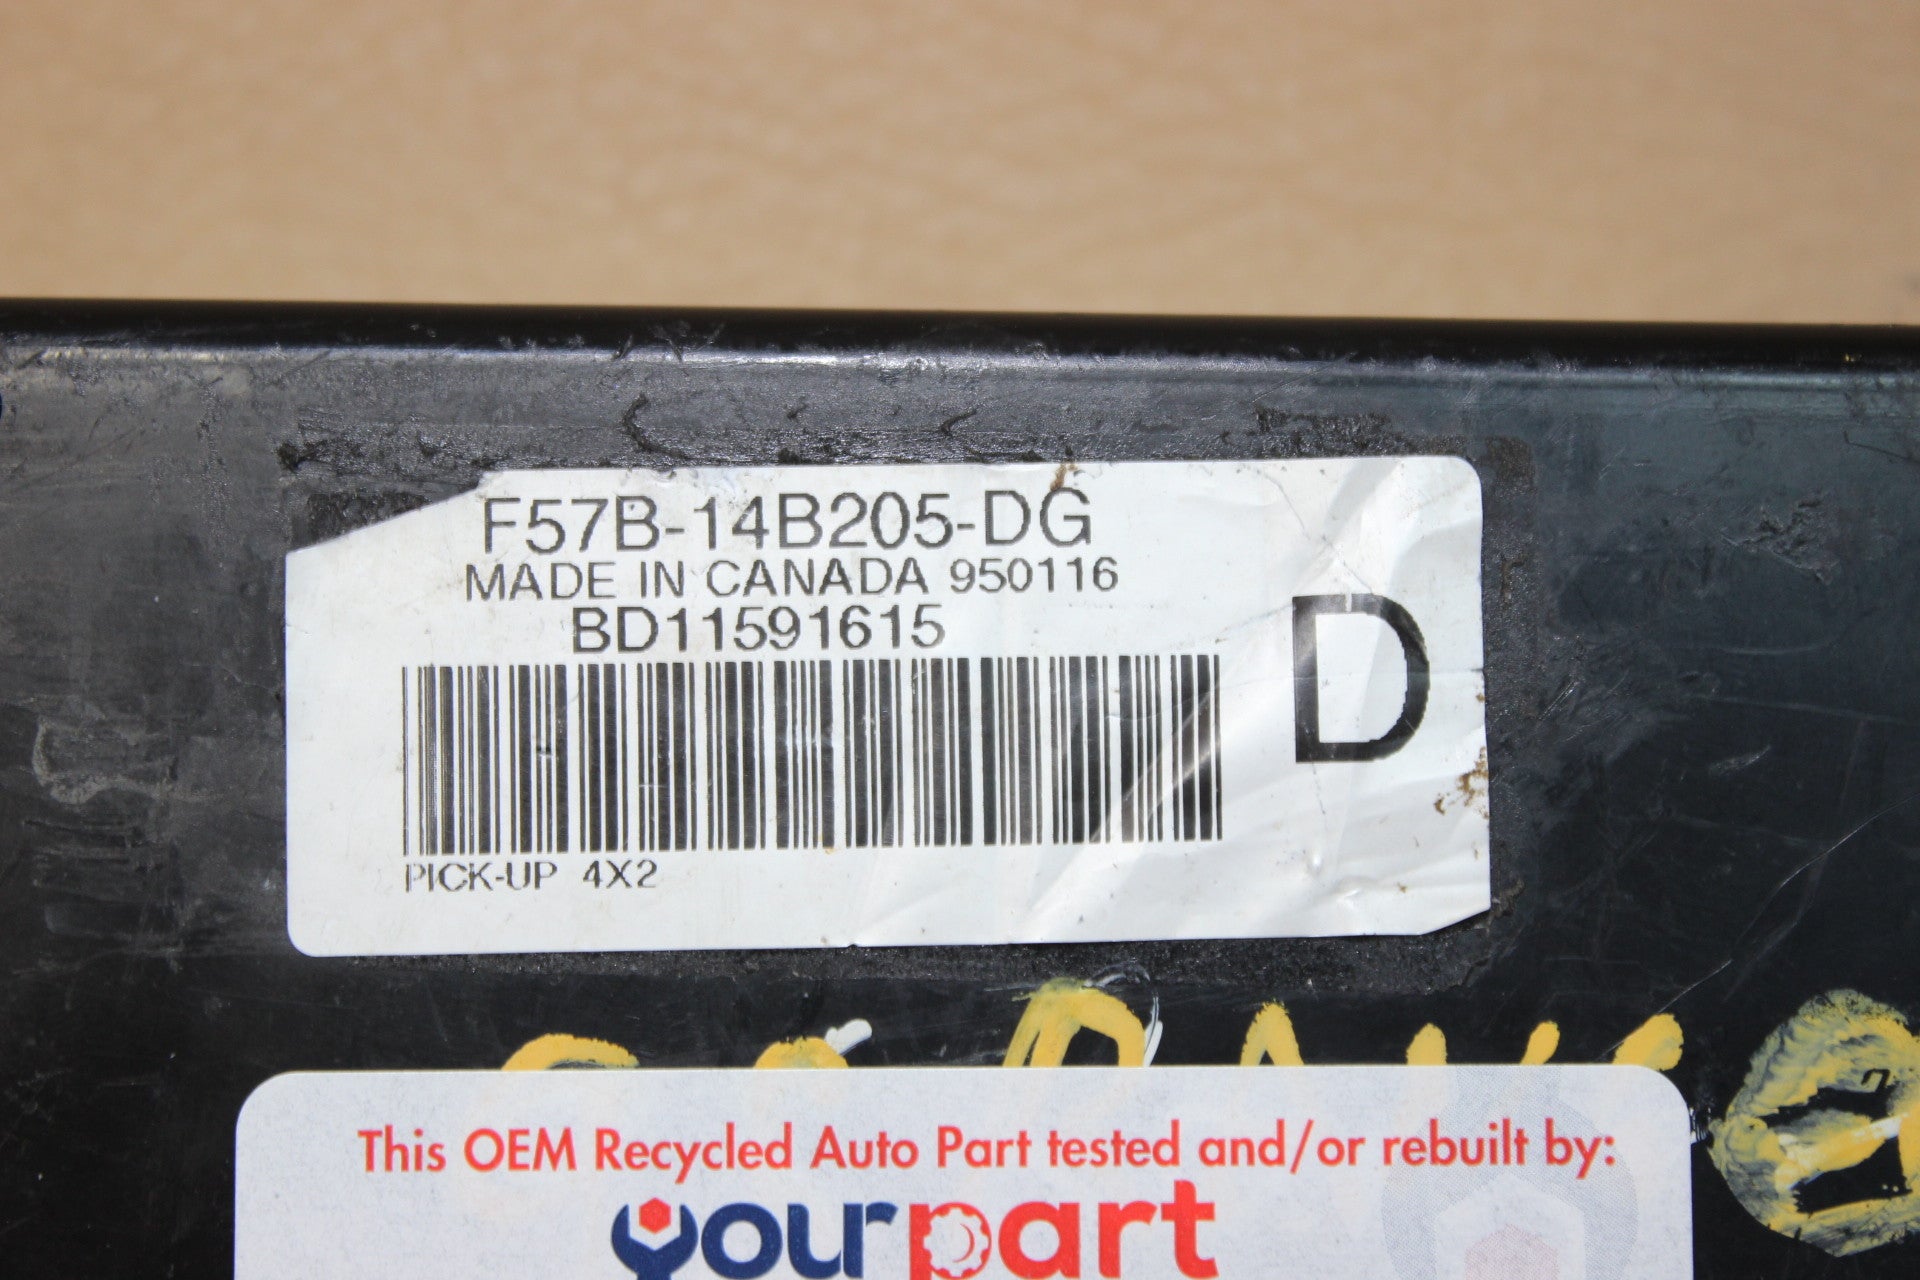 F57B-14B205-DG
MADE IN CANADA 950116
BD11591615
D
PICK-UP 4X2
This OEM Recycled Auto Part tested and/or rebuilt by:
yourpart